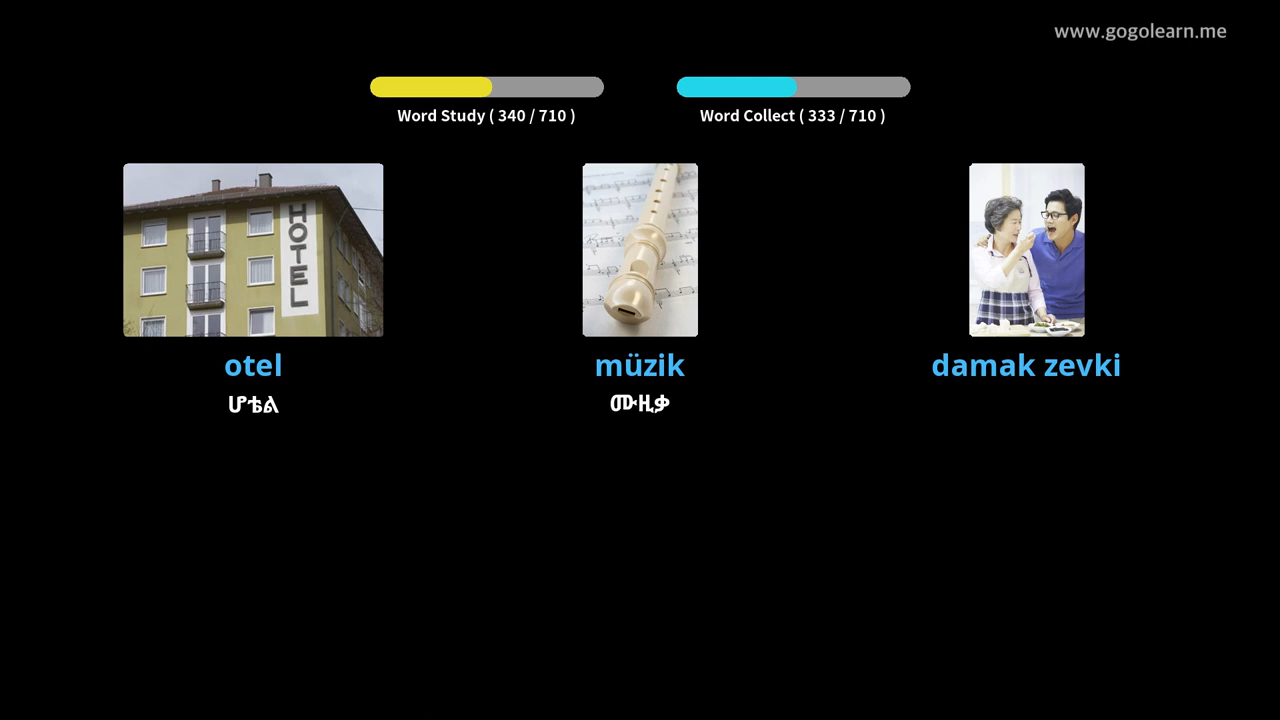 www.gogolearn.me
Word Study ( 340 / 710 )
Word Collect ( 333 / 710 )
HOTEL
otel
müzik
damak zevki
ሆቴል
ሙዚቃ